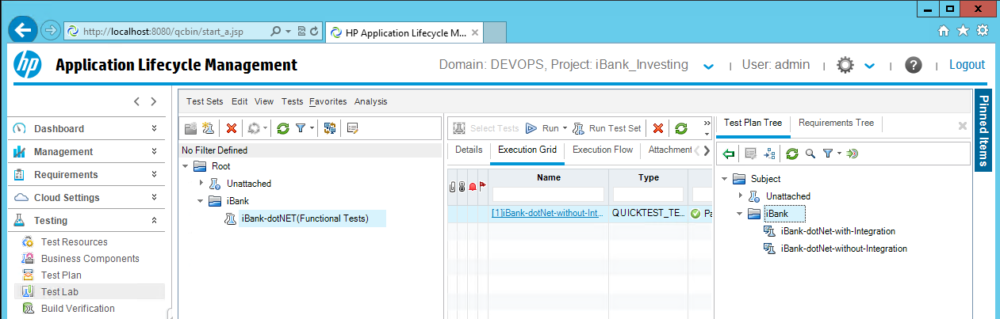 http://localhost:8080/qcbin/start_a.jsp
HP Application Lifecycle M...
hp
Application Lifecycle Management
Domain: DEVOPS, Project: iBank_Investing
User: admin
Logout
Pinned Items
Dashboard
Management
Requirements
Cloud Settings
Testing
Test Resources
Business Components
Test Plan
Test Lab
Build Verification
Test Sets Edit View Tests Favorites Analysis
No Filter Defined
Root
Unattached
iBank
iBank-dotNET(Functional Tests)
Select Tests Run Run Test Set
Details Execution Grid Execution Flow Attachment
Name Type
[1]iBank-dotNet-without-Int... QUICKTEST_TE... Pa
Test Plan Tree Requirements Tree
Subject
Unattached
iBank
iBank-dotNet-with-Integration
iBank-dotNet-without-Integration